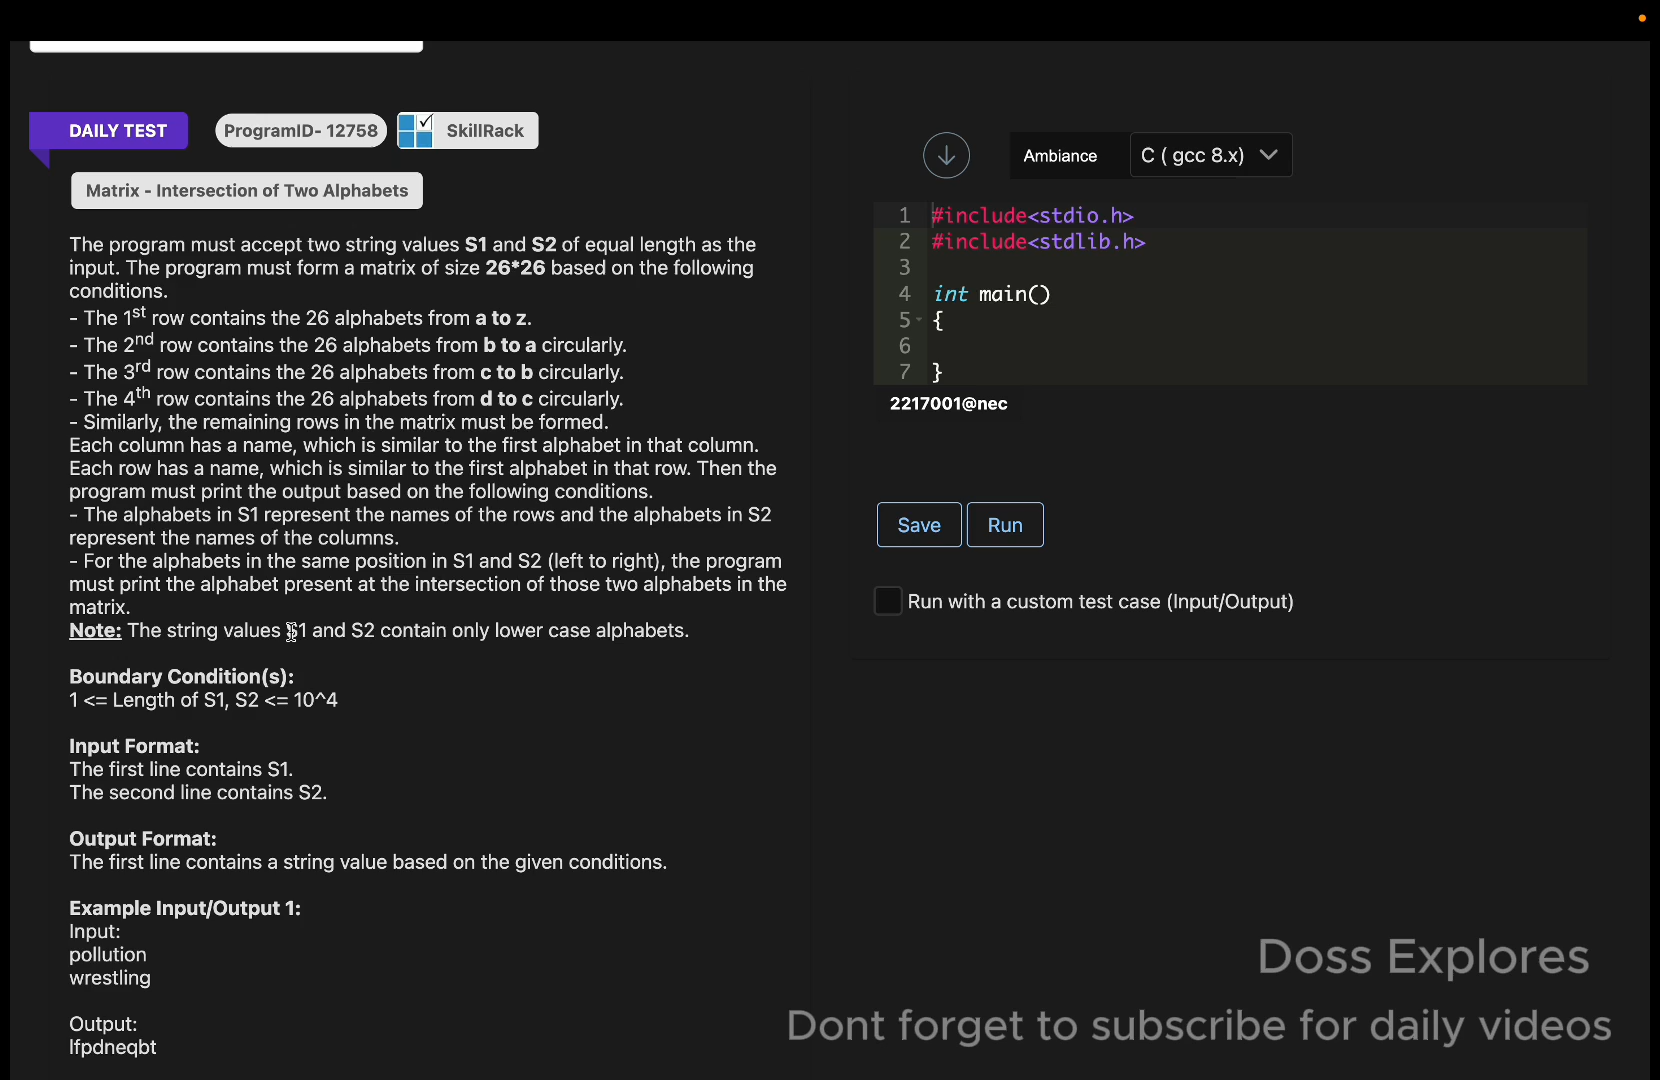 DAILY TEST
ProgramID- 12758
SkillRack
Matrix - Intersection of Two Alphabets
The program must accept two string values S1 and S2 of equal length as the
input. The program must form a matrix of size 26*26 based on the following
conditions.
- The 1st row contains the 26 alphabets from a to z.
- The 2nd row contains the 26 alphabets from b to a circularly.
- The 3rd row contains the 26 alphabets from c to b circularly.
- The 4th row contains the 26 alphabets from d to c circularly.
- Similarly, the remaining rows in the matrix must be formed.
Each column has a name, which is similar to the first alphabet in that column.
Each row has a name, which is similar to the first alphabet in that row. Then the
program must print the output based on the following conditions.
- The alphabets in S1 represent the names of the rows and the alphabets in S2
represent the names of the columns.
- For the alphabets in the same position in S1 and S2 (left to right), the program
must print the alphabet present at the intersection of those two alphabets in the
matrix.
Note: The string values S1 and S2 contain only lower case alphabets.
Boundary Condition(s):
1 <= Length of S1, S2 <= 10^4
Input Format:
The first line contains S1.
The second line contains S2.
Output Format:
The first line contains a string value based on the given conditions.
Example Input/Output 1:
Input:
pollution
wrestling
Output:
lfpdneqbt
Ambiance
C ( gcc 8.x)
1 #include<stdio.h>
2 #include<stdlib.h>
3
4 int main()
5 {
6
7 }
2217001@nec
Save
Run
Run with a custom test case (Input/Output)
Doss Explores
Dont forget to subscribe for daily videos